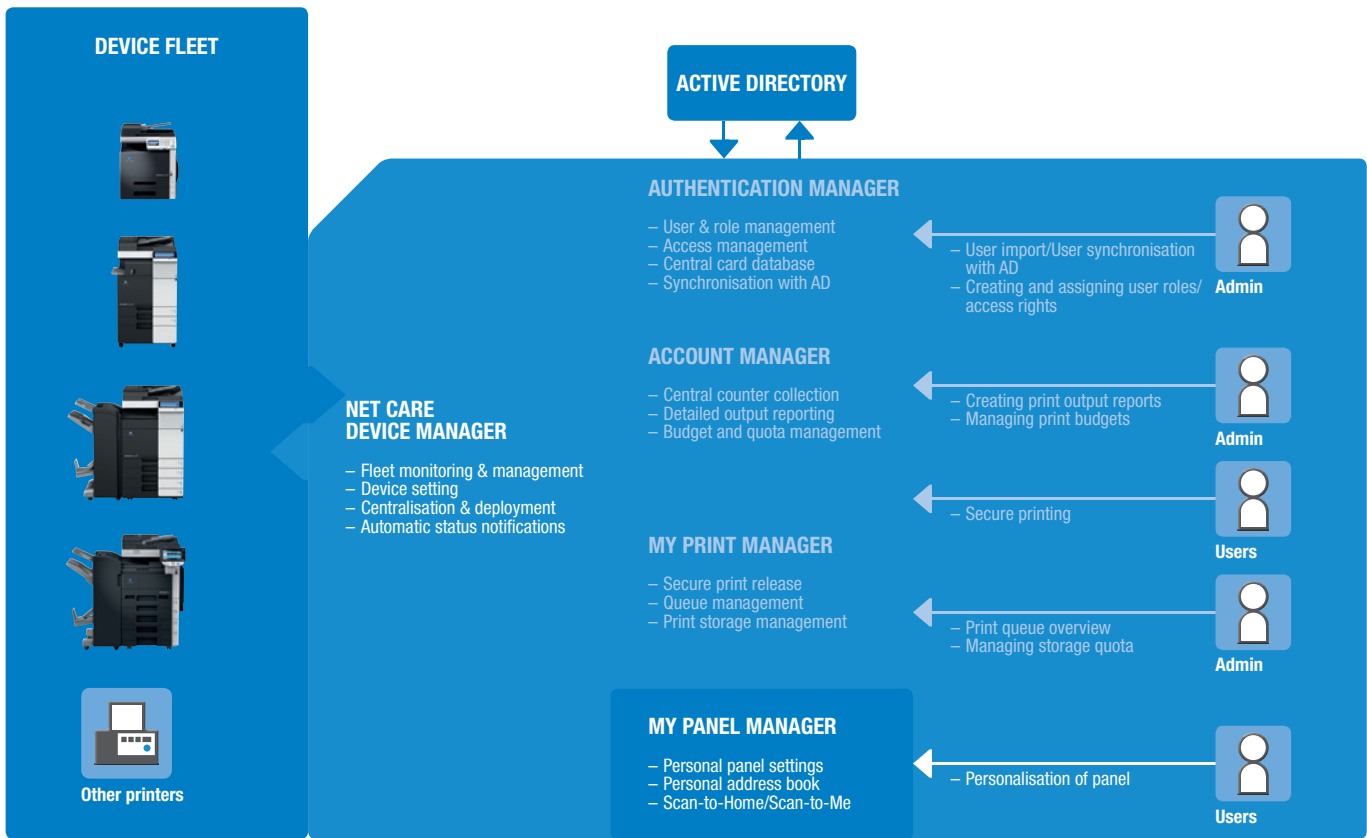 DEVICE FLEET
Other printers
ACTIVE DIRECTORY
NET CARE
DEVICE MANAGER
– Fleet monitoring & management
– Device setting
– Centralisation & deployment
– Automatic status notifications
AUTHENTICATION MANAGER
– User & role management
– Access management
– Central card database
– Synchronisation with AD
– User import/User synchronisation
with AD
– Creating and assigning user roles/
access rights
Admin
ACCOUNT MANAGER
– Central counter collection
– Detailed output reporting
– Budget and quota management
– Creating print output reports
– Managing print budgets
Admin
– Secure printing
Users
MY PRINT MANAGER
– Secure print release
– Queue management
– Print storage management
– Print queue overview
– Managing storage quota
Admin
MY PANEL MANAGER
– Personal panel settings
– Personal address book
– Scan-to-Home/Scan-to-Me
– Personalisation of panel
Users